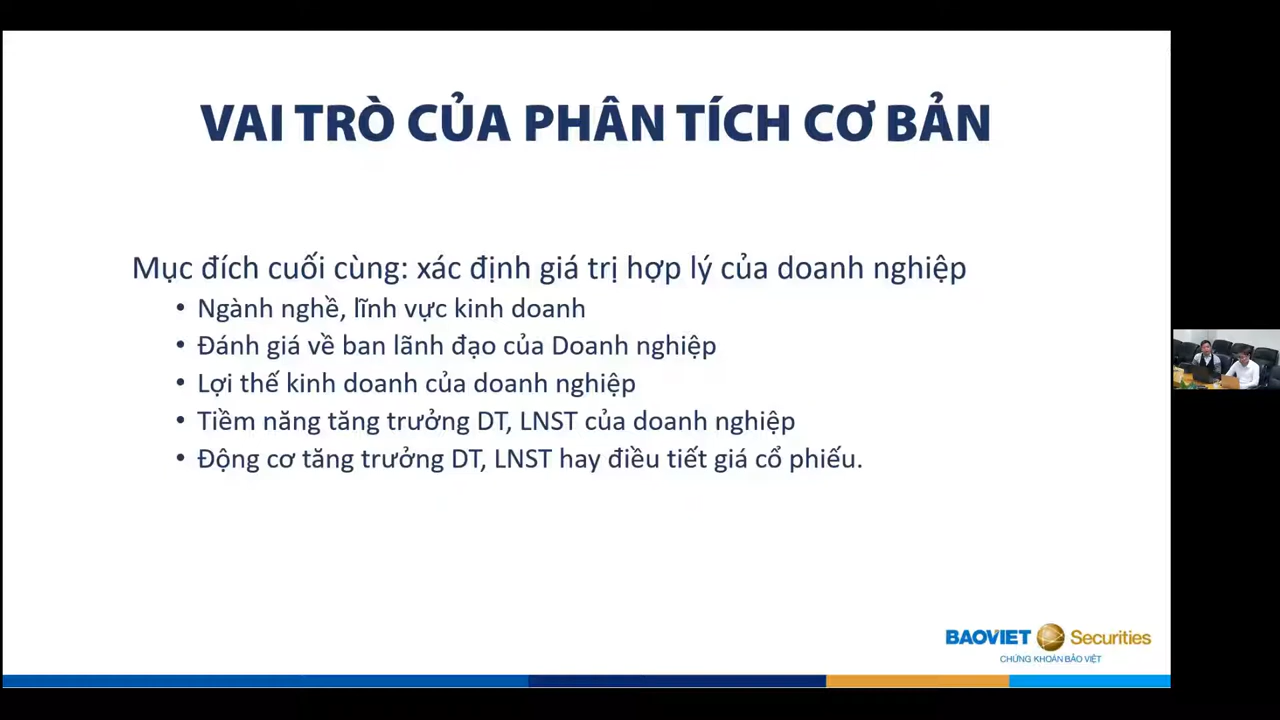 VAI TRÒ CỦA PHÂN TÍCH CƠ BẢN
Mục đích cuối cùng: xác định giá trị hợp lý của doanh nghiệp
• Ngành nghề, lĩnh vực kinh doanh
• Đánh giá về ban lãnh đạo của Doanh nghiệp
• Lợi thế kinh doanh của doanh nghiệp
• Tiềm năng tăng trưởng DT, LNST của doanh nghiệp
• Động cơ tăng trưởng DT, LNST hay điều tiết giá cổ phiếu.
BAOVIET Securities
CHỨNG KHOÁN BẢO VIỆT